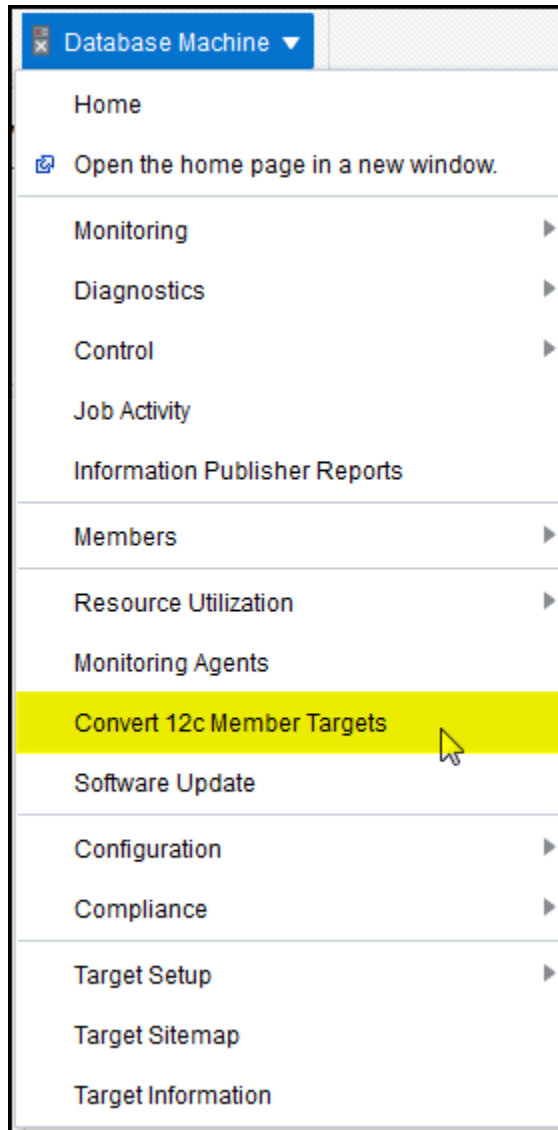 Database Machine
Home
Open the home page in a new window.
Monitoring
Diagnostics
Control
Job Activity
Information Publisher Reports
Members
Resource Utilization
Monitoring Agents
Convert 12c Member Targets
Software Update
Configuration
Compliance
Target Setup
Target Sitemap
Target Information